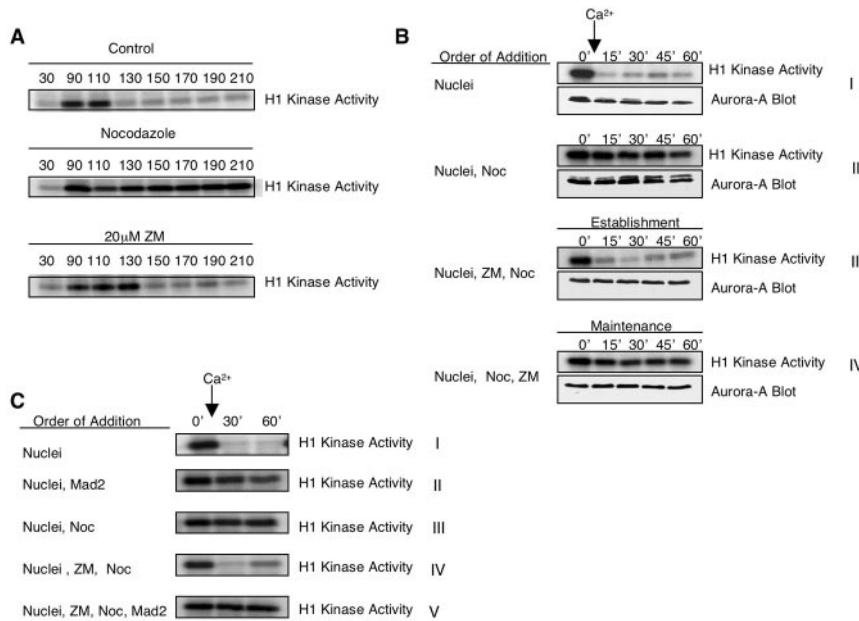 A
Control
30 90 110 130 150 170 190 210
H1 Kinase Activity
Nocodazole
30 90 110 130 150 170 190 210
H1 Kinase Activity
20μM ZM
30 90 110 130 150 170 190 210
H1 Kinase Activity
B
Ca²⁺
Order of Addition
0' 15' 30' 45' 60'
Nuclei
H1 Kinase Activity
I
Aurora-A Blot
0' 15' 30' 45' 60'
Nuclei, Noc
H1 Kinase Activity
II
Aurora-A Blot
Establishment
0' 15' 30' 45' 60'
Nuclei, ZM, Noc
H1 Kinase Activity
II
Aurora-A Blot
Maintenance
0' 15' 30' 45' 60'
Nuclei, Noc, ZM
H1 Kinase Activity
IV
Aurora-A Blot
C
Ca²⁺
Order of Addition
0' 30' 60'
Nuclei
H1 Kinase Activity
I
Nuclei, Mad2
H1 Kinase Activity
II
Nuclei, Noc
H1 Kinase Activity
III
Nuclei , ZM, Noc
H1 Kinase Activity
IV
Nuclei, ZM, Noc, Mad2
H1 Kinase Activity
V